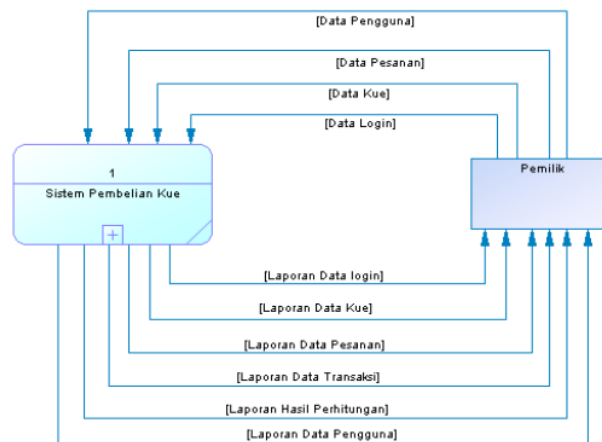 [Data Pengguna]
[Data Pesanan]
[Data Kue]
[Data Login]
1
Sistem Pembelian Kue
Pemilik
[Laporan Data login]
[Laporan Data Kue]
[Laporan Data Pesanan]
[Laporan Data Transaksi]
[Laporan Hasil Perhitungan]
[Laporan Data Pengguna]